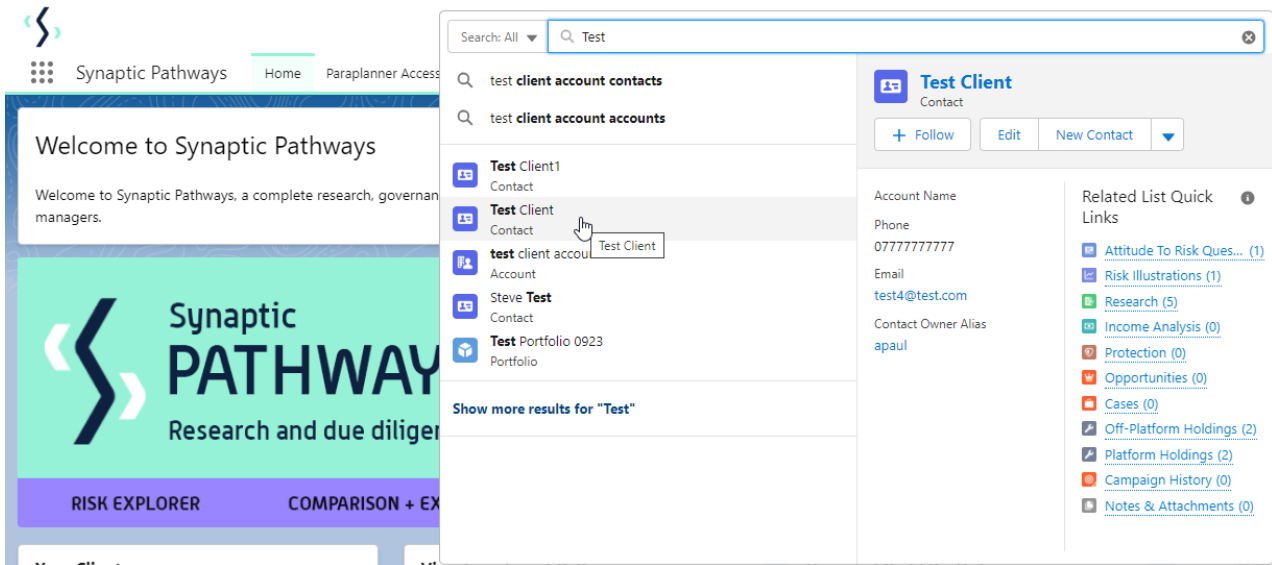 Search: All
Test
Synaptic Pathways
Home
Paraplanner Access
Welcome to Synaptic Pathways
Welcome to Synaptic Pathways, a complete research, governan
managers.
Synaptic
PATHWAY
Research and due diliger
RISK EXPLORER
COMPARISON + EX
test client account contacts
test client account accounts
Test Client1
Contact
Test Client
Contact
Test Client
test client accou
Account
Steve Test
Contact
Test Portfolio 0923
Portfolio
Show more results for "Test"
Test Client
Contact
+ Follow
Edit
New Contact
Account Name
Phone
07777777777
Email
test4@test.com
Contact Owner Alias
apaul
Related List Quick
Links
Attitude To Risk Ques... (1)
Risk Illustrations (1)
Research (5)
Income Analysis (0)
Protection (0)
Opportunities (0)
Cases (0)
Off-Platform Holdings (2)
Platform Holdings (2)
Campaign History (0)
Notes & Attachments (0)